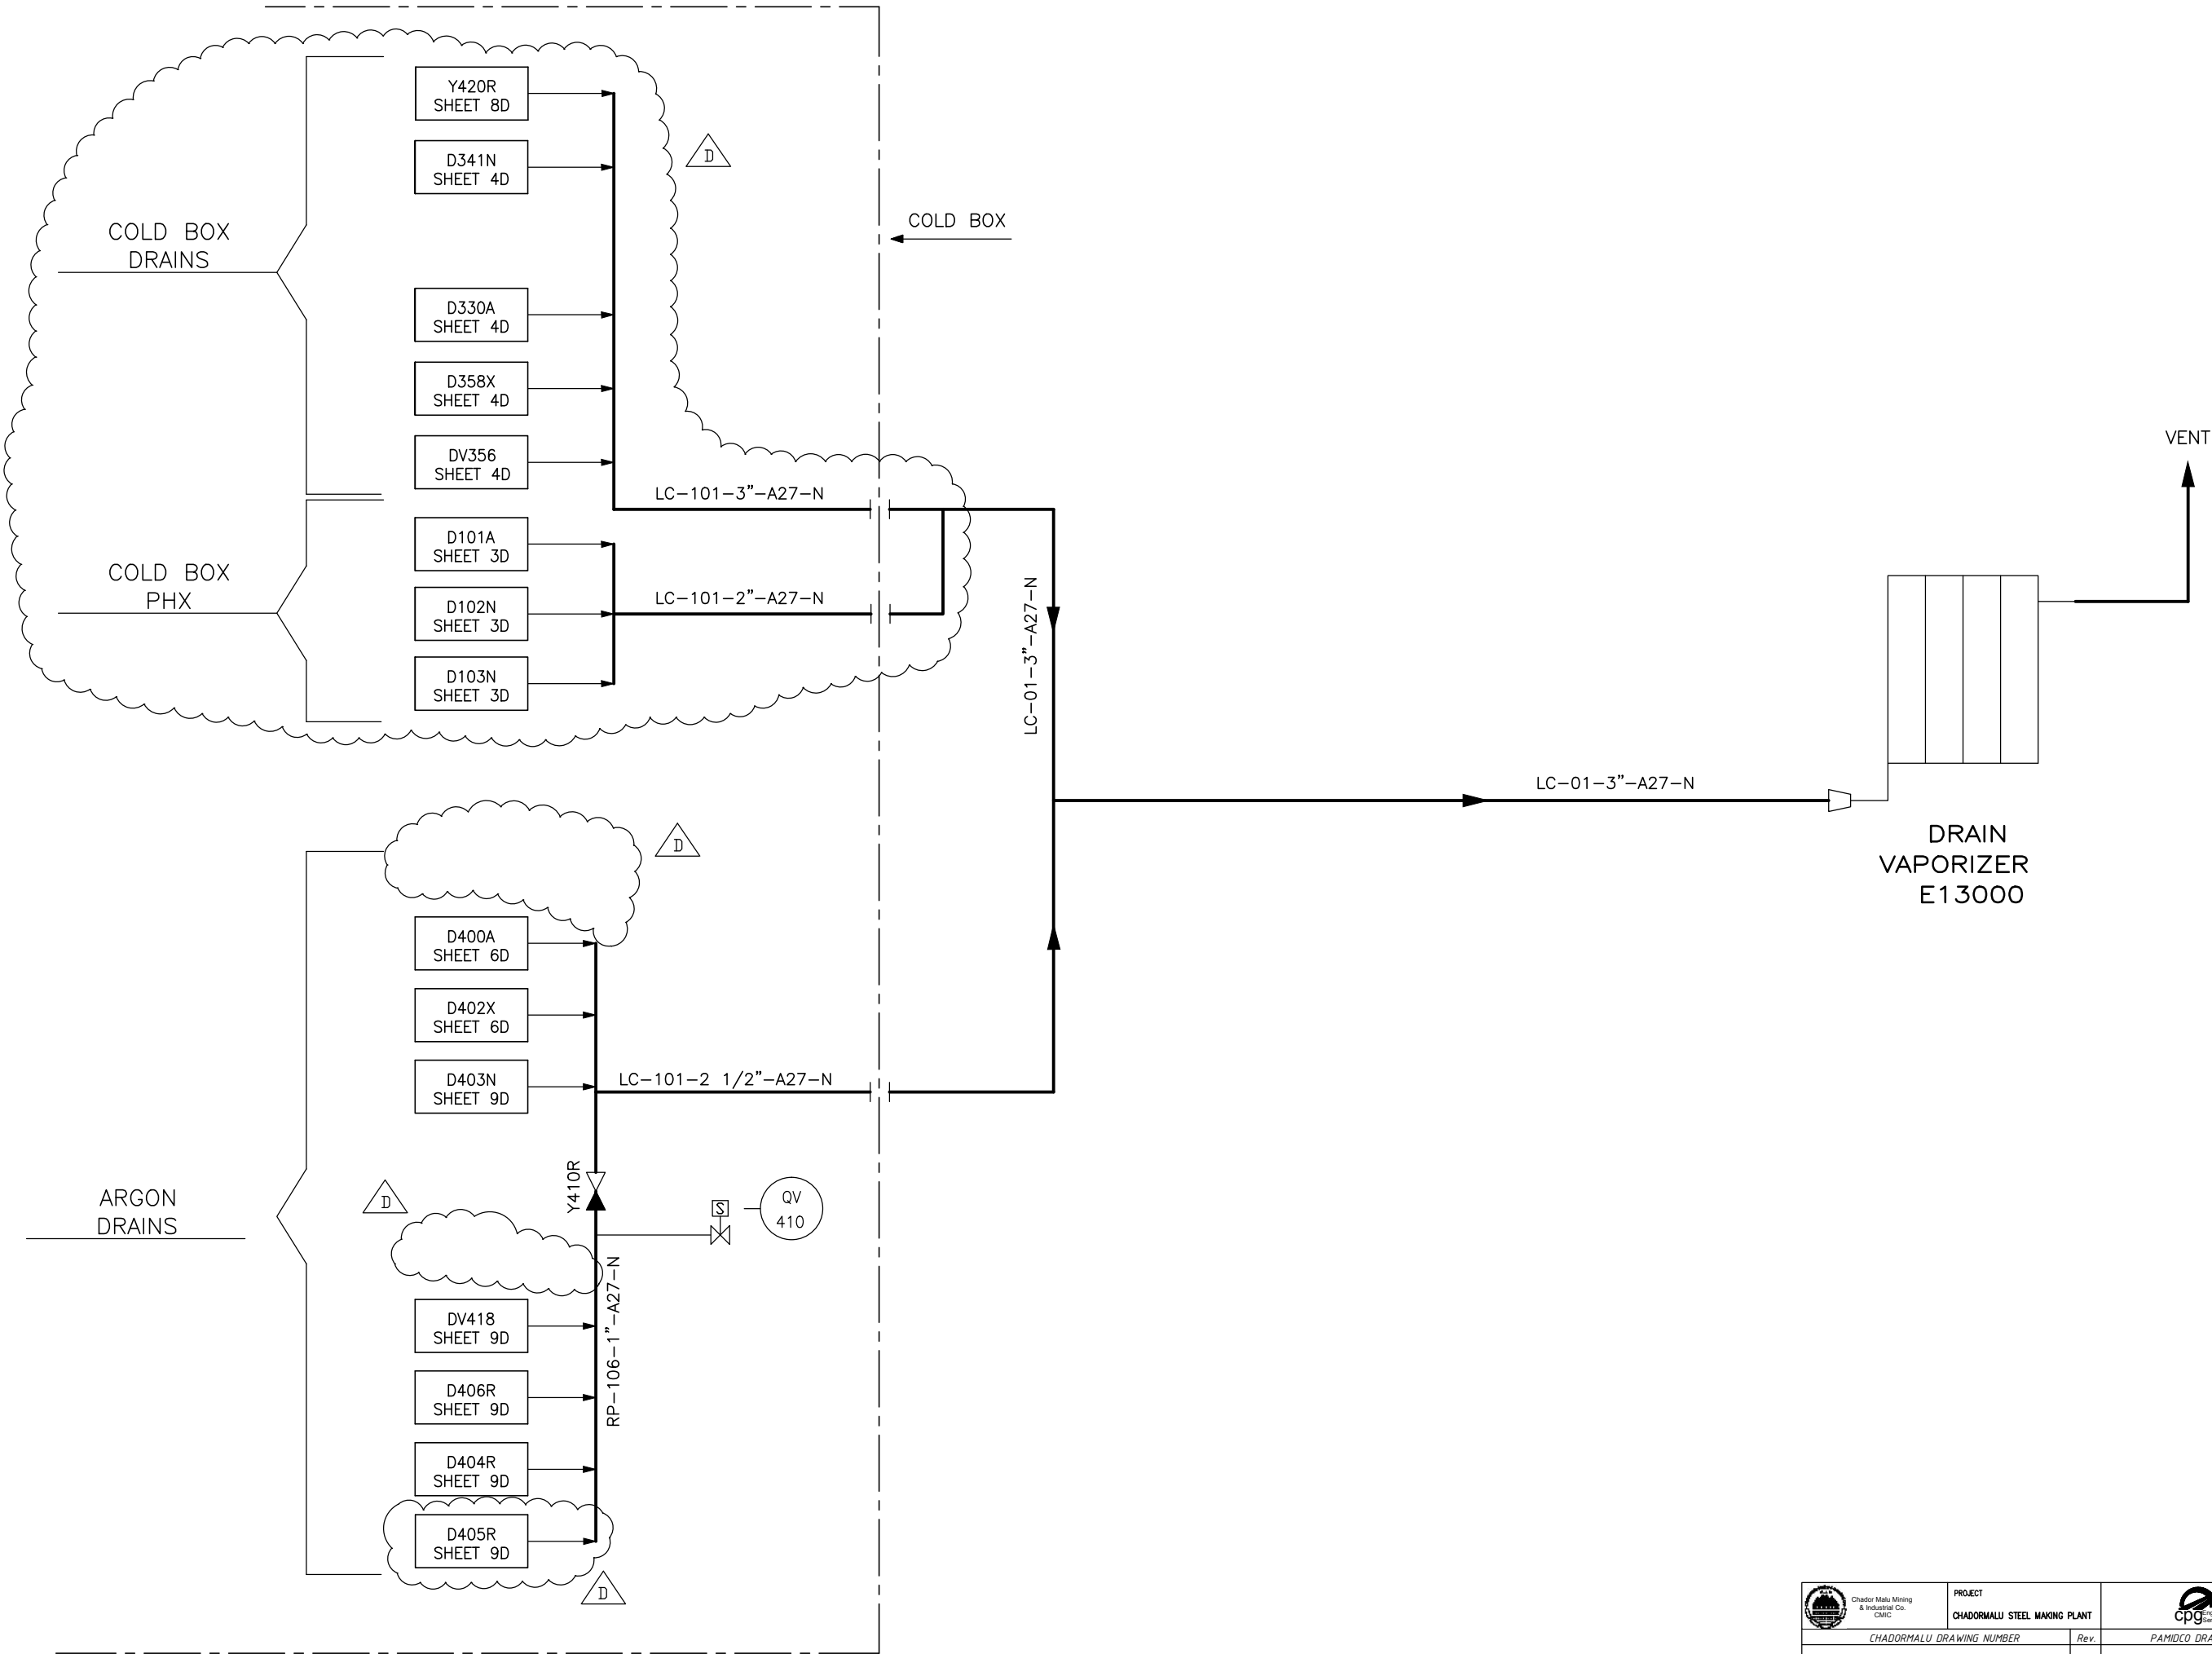 Y420R
SHEET 8D
D341N
SHEET 4D
D
COLD BOX
DRAINS
COLD BOX
D330A
SHEET 4D
D358X
SHEET 4D
DV356
SHEET 4D
VENT
LC-101-3"-A27-N
D101A
SHEET 3D
COLD BOX
PHX
D102N
SHEET 3D
LC-101-2"-A27-N
D103N
SHEET 3D
LC-01-3"-A27-N
LC-01-3"-A27-N
DRAIN
VAPORIZER
E13000
D
D400A
SHEET 6D
D402X
SHEET 6D
D403N
SHEET 9D
LC-101-2 1/2"-A27-N
ARGON
DRAINS
D
Y410R
S
QV
410
RP-106-1"-A27-N
DV418
SHEET 9D
D406R
SHEET 9D
D404R
SHEET 9D
D405R
SHEET 9D
D
Chador Malu Mining
& Industrial Co.
CMIC
PROJECT
CHADORMALU STEEL MAKING PLANT
cpg
CHADORMALU DRAWING NUMBER
Rev.
PAMIDCO DRA